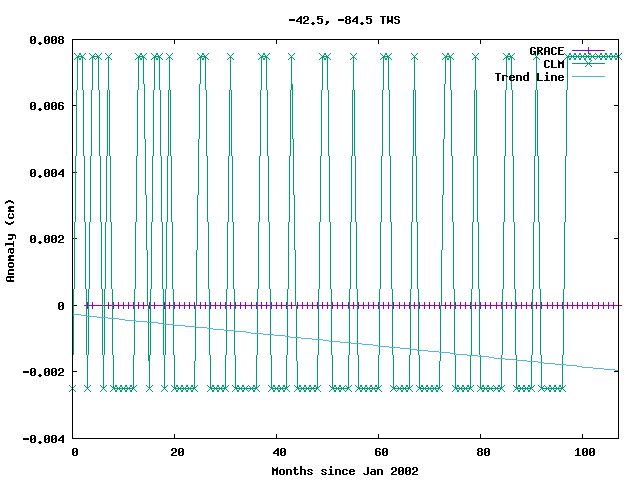 -42.5, -84.5 TWS
0.008
0.006
0.004
0.002
0
-0.002
-0.004
Anomaly (cm)
GRACE
CLM
Trend Line
0 20 40 60 80 100
Months since Jan 2002